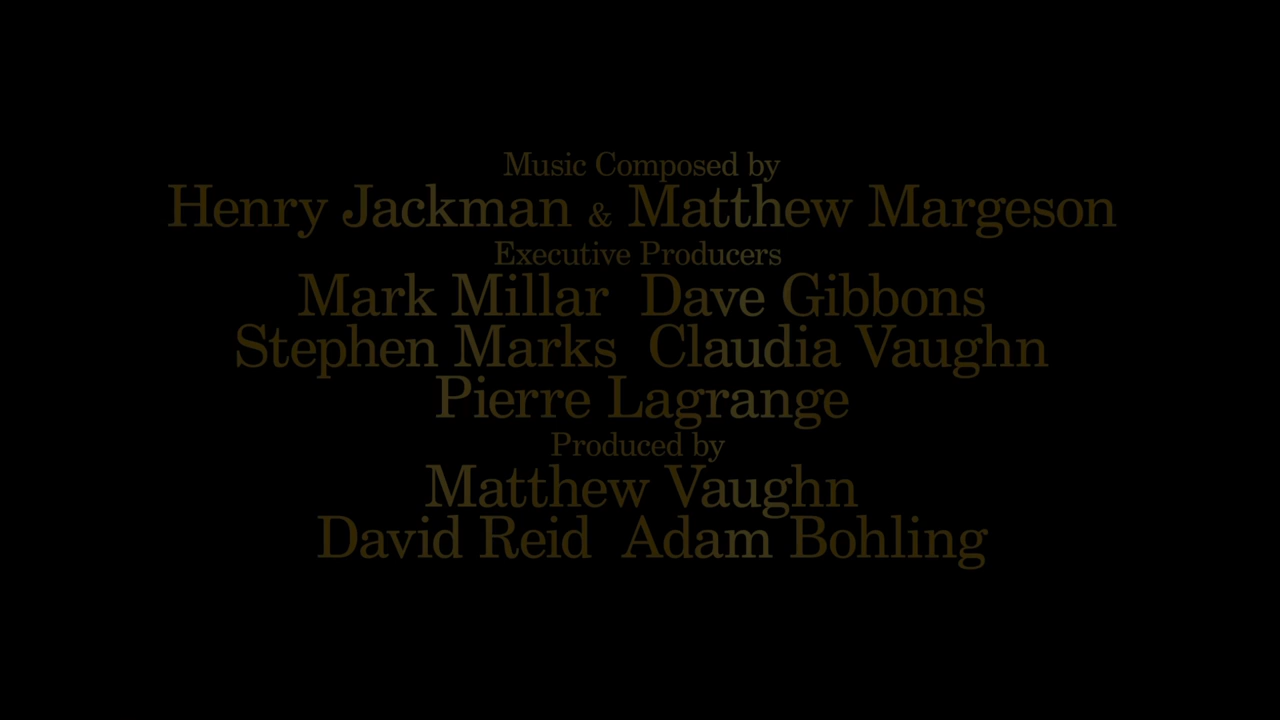 Music Composed by
Henry Jackman & Matthew Margeson
Executive Producers
Mark Millar Dave Gibbons
Stephen Marks Claudia Vaughn
Pierre Lagrange
Produced by
Matthew Vaughn
David Reid Adam Bohling